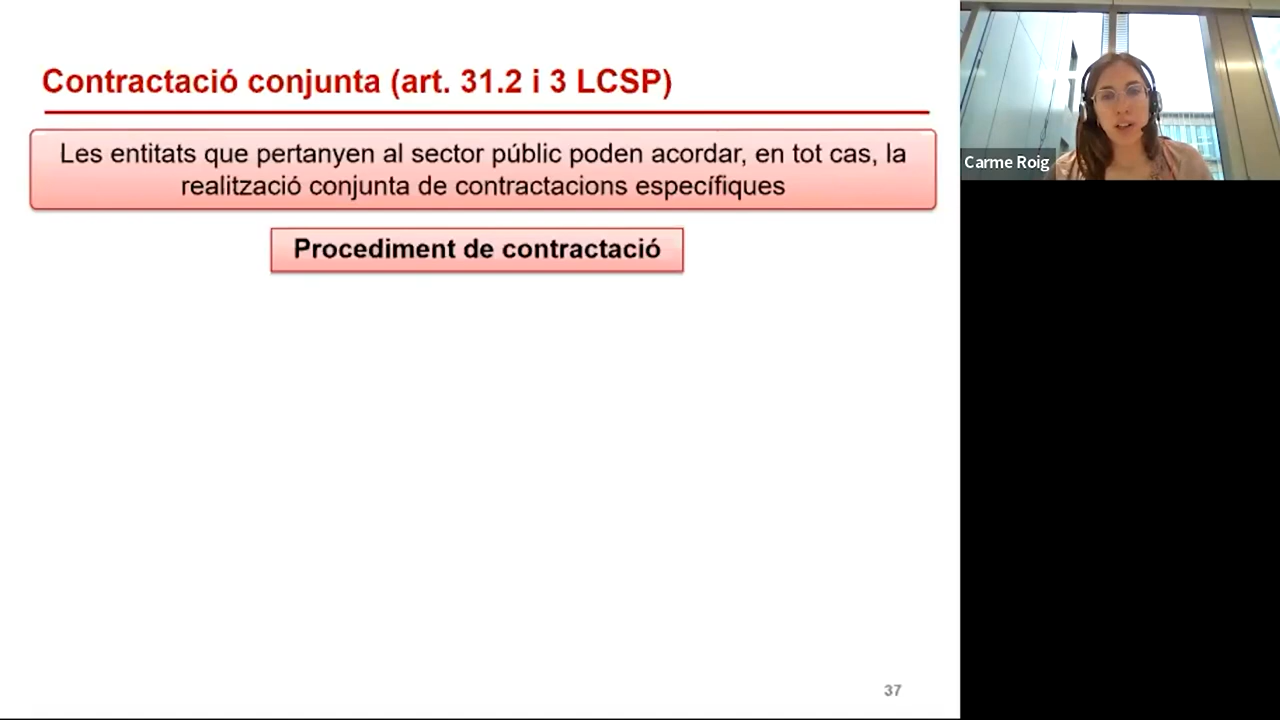 Contractació conjunta (art. 31.2 i 3 LCSP)
Les entitats que pertanyen al sector públic poden acordar, en tot cas, la
realització conjunta de contractacions específiques
Procediment de contractació
37
Carme Roig